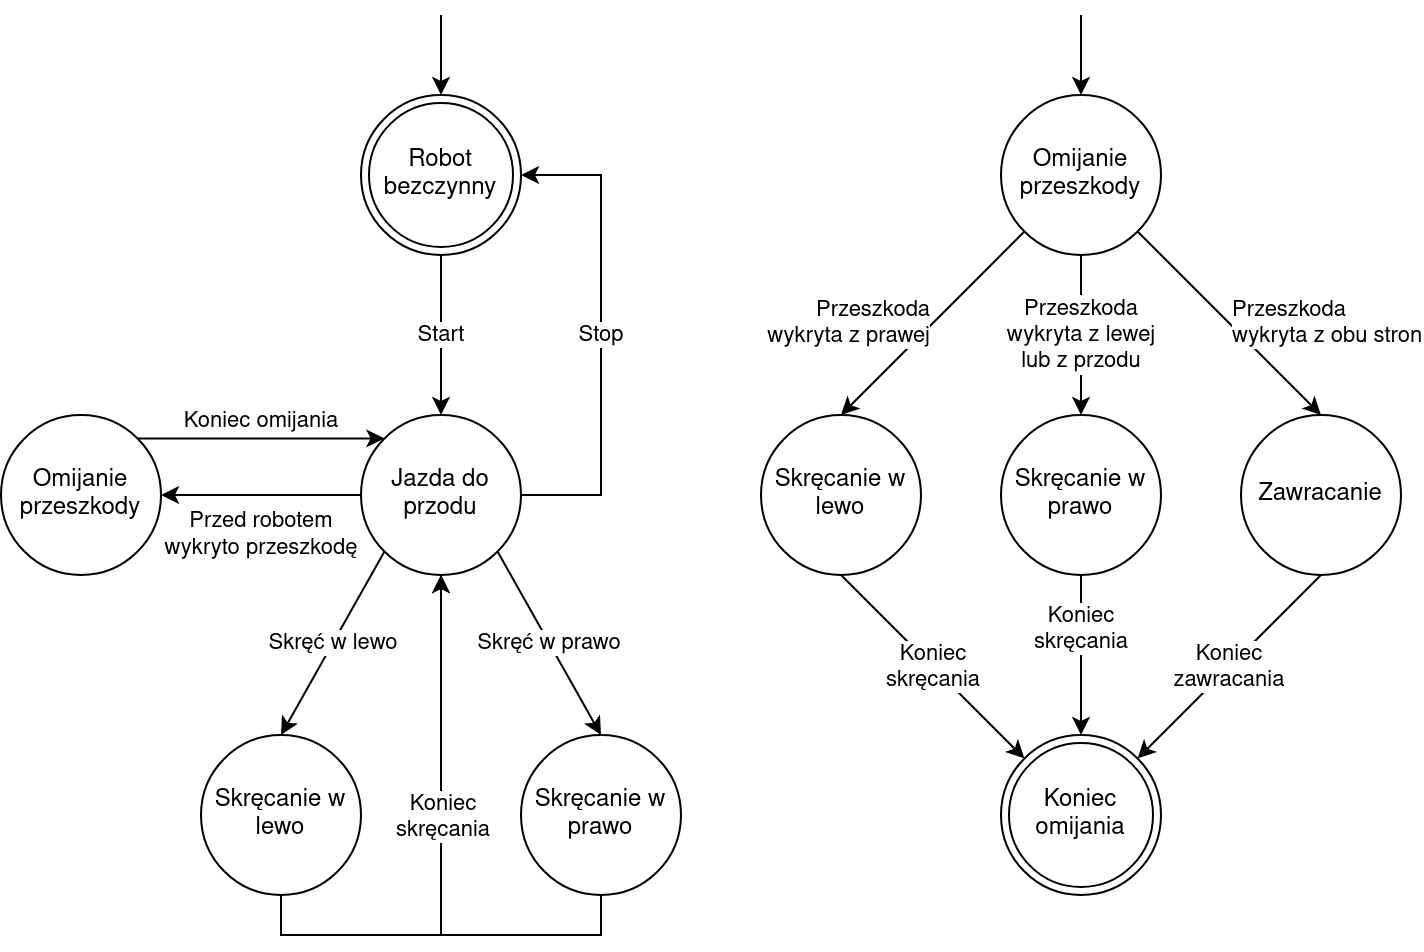 Robot
bezczynny
Start
Stop
Koniec omijania
Omijanie
przeszkody
Jazda do
przodu
Przed robotem
wykryto przeszkodę
Skręć w lewo
Skręć w prawo
Skręcanie w
lewo
Koniec
skręcania
Skręcanie w
prawo
Omijanie
przeszkody
Przeszkoda
wykryta z prawej
Przeszkoda
wykryta z lewej
lub z przodu
Przeszkoda
wykryta z obu stron
Skręcanie w
lewo
Skręcanie w
prawo
Zawracanie
Koniec
skręcania
Koniec
skręcania
Koniec
zawracania
Koniec
omijania